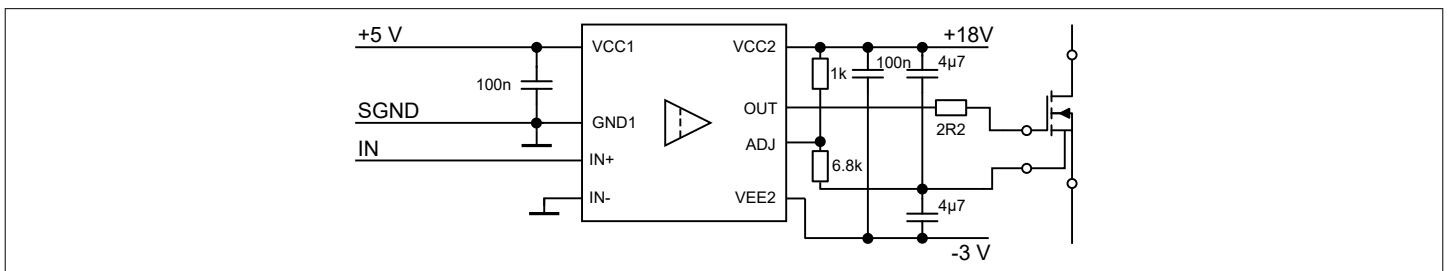 +5 V
VCC1
VCC2
+18V
100n
1k
100n
4µ7
SGND
GND1
OUT
2R2
ADJ
IN
IN+
6.8k
IN-
VEE2
4µ7
-3 V